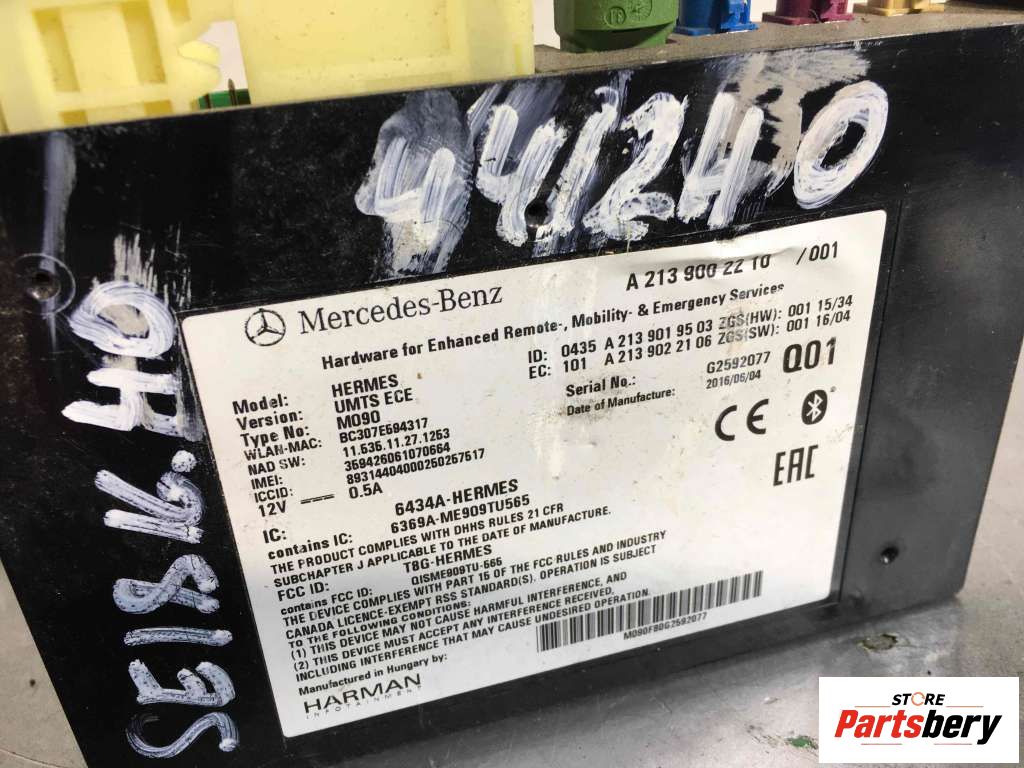 441240
SE1816.HO
Mercedes-Benz
A 213 900 22 10 /001
Hardware for Enhanced Remote-, Mobility- & Emergency Services
ID: 0435 A 213 901 95 03 ZGS(HW): 001 15/34
EC: 101 A 213 902 21 06 ZGS(SW): 001 16/04
Model: HERMES
Version: UMTS ECE
Type No: M090
WLAN-MAC: BC307E694317
NAD SW: 11.636.11.27.1263
IMEI: 359426061070664
ICCID: 89314404000250257517
12V 0.5A
Serial No.: G2592077
Date of Manufacture: 2016/06/04
Q01
CE
EAC
IC: 6434A-HERMES
contains IC: 6369A-ME909TU565
THE PRODUCT COMPLIES WITH DHHS RULES 21 CFR
SUBCHAPTER J APPLICABLE TO THE DATE OF MANUFACTURE.
FCC ID: T8G-HERMES
contains FCC ID: QISME909TU-566
THE DEVICE COMPLIES WITH PART 15 OF THE FCC RULES AND INDUSTRY
CANADA LICENCE-EXEMPT RSS STANDARD(S). OPERATION IS SUBJECT
TO THE FOLLOWING CONDITIONS:
(1) THIS DEVICE MAY NOT CAUSE HARMFUL INTERFERENCE, AND
(2) THIS DEVICE MUST ACCEPT ANY INTERFERENCE RECEIVED,
INCLUDING INTERFERENCE THAT MAY CAUSE UNDESIRED OPERATION.
M090F80G2592077
Manufactured in Hungary by:
HARMAN
INFOTAINMENT
STORE
Partsbery